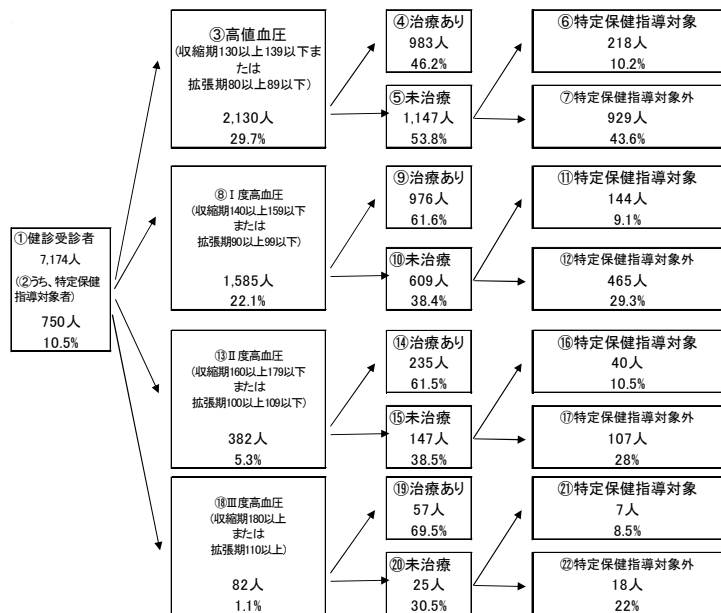 ③高値血圧
(収縮期130以上139以下ま
たは
拡張期80以上89以下)
2,130人
29.7%
④治療あり
983人
46.2%
⑤未治療
1,147人
53.8%
⑥特定保健指導対象
218人
10.2%
⑦特定保健指導対象外
929人
43.6%
①健診受診者
7,174人
(②うち、特定保健
指導対象者)
750人
10.5%
⑧Ⅰ度高血圧
(収縮期140以上159以下
または
拡張期90以上99以下)
1,585人
22.1%
⑨治療あり
976人
61.6%
⑩未治療
609人
38.4%
⑪特定保健指導対象
144人
9.1%
⑫特定保健指導対象外
465人
29.3%
⑬Ⅱ度高血圧
(収縮期160以上179以下
または
拡張期100以上109以下)
382人
5.3%
⑭治療あり
235人
61.5%
⑮未治療
147人
38.5%
⑯特定保健指導対象
40人
10.5%
⑰特定保健指導対象外
107人
28%
⑱Ⅲ度高血圧
(収縮期180以上
または
拡張期110以上)
82人
1.1%
⑲治療あり
57人
69.5%
⑳未治療
25人
30.5%
㉑特定保健指導対象
7人
8.5%
㉒特定保健指導対象外
18人
22%